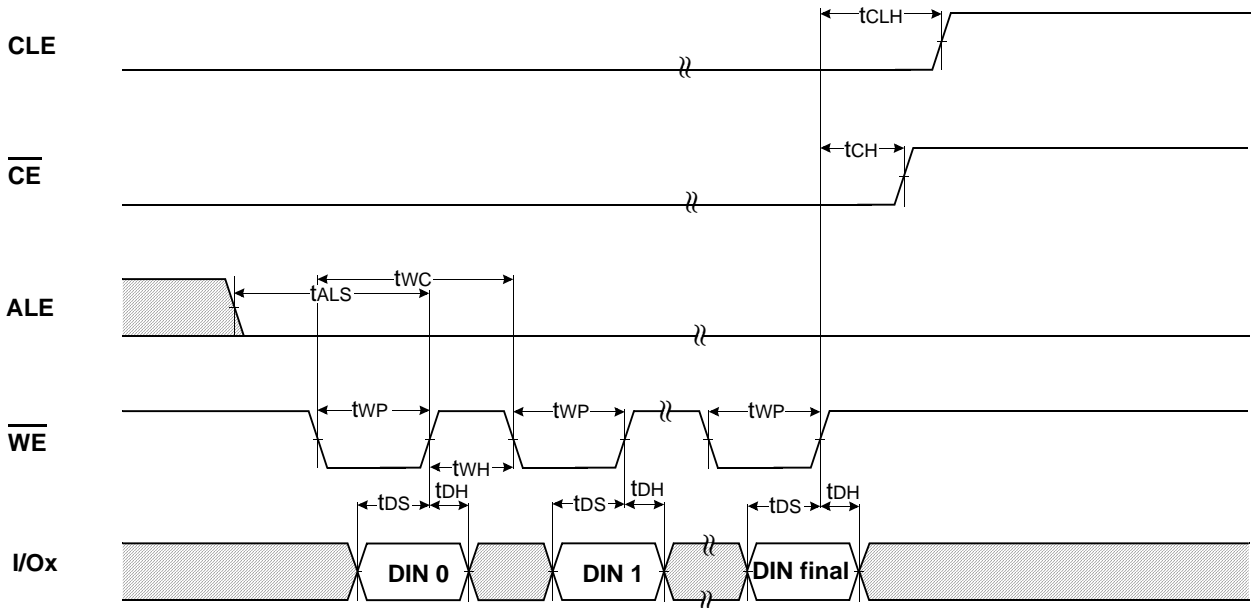 tCLH
CLE
tCH
CE
tWC
tALS
ALE
tWP tWP tWP
WE
tWH
tDS tDH tDS tDH tDS tDH
I/Ox DIN 0 DIN 1 DIN final